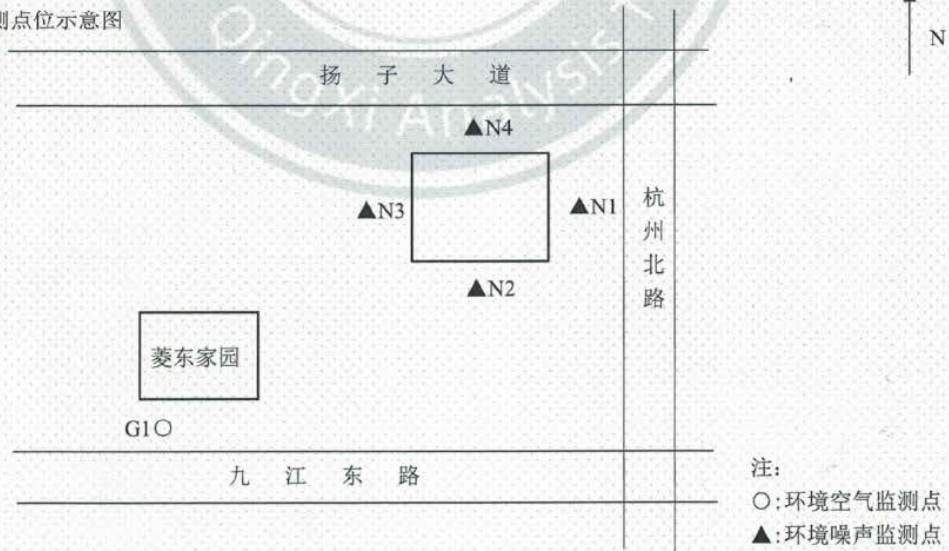 测点位示意图
N
扬子大道
Qingxi Analysis T
▲N4
▲N3
▲N1
杭州北路
▲N2
菱东家园
G1○
九江东路
注:
○:环境空气监测点
▲:环境噪声监测点